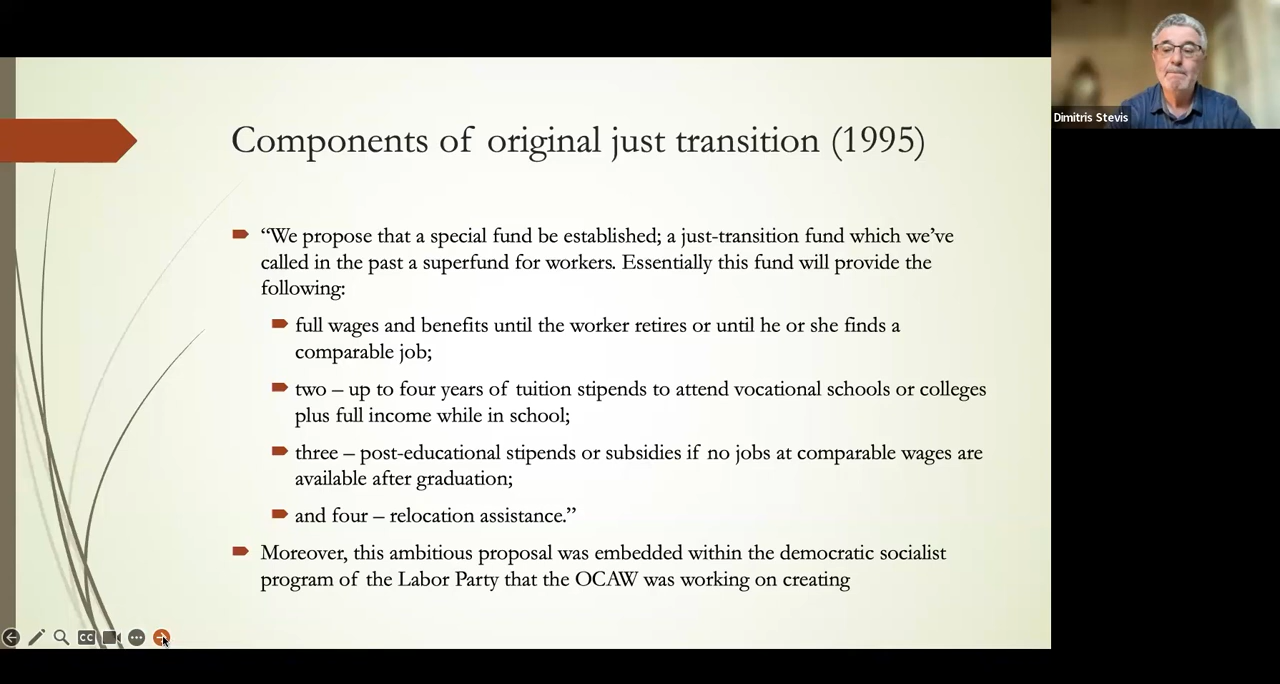 Components of original just transition (1995)
“We propose that a special fund be established; a just-transition fund which we’ve
called in the past a superfund for workers. Essentially this fund will provide the
following:
full wages and benefits until the worker retires or until he or she finds a
comparable job;
two – up to four years of tuition stipends to attend vocational schools or colleges
plus full income while in school;
three – post-educational stipends or subsidies if no jobs at comparable wages are
available after graduation;
and four – relocation assistance.”
Moreover, this ambitious proposal was embedded within the democratic socialist
program of the Labor Party that the OCAW was working on creating
Dimitris Stevis
CC